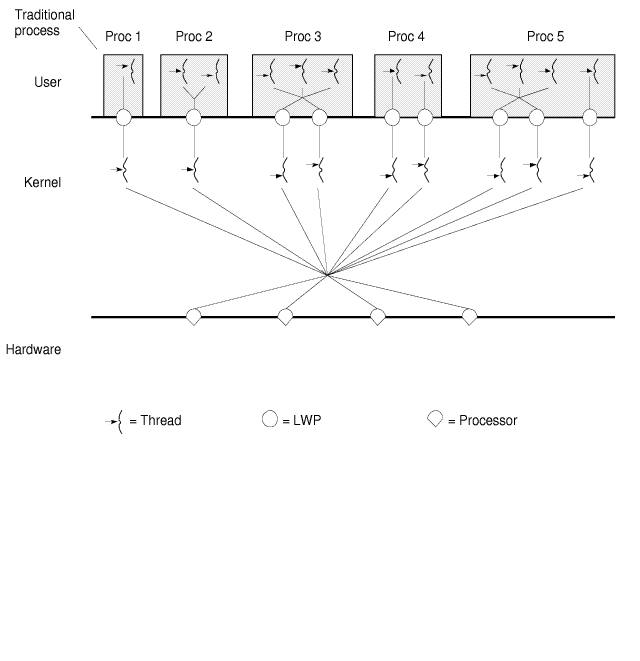 Traditional
process
Proc 1
Proc 2
Proc 3
Proc 4
Proc 5
User
Kernel
Hardware
= Thread
= LWP
= Processor